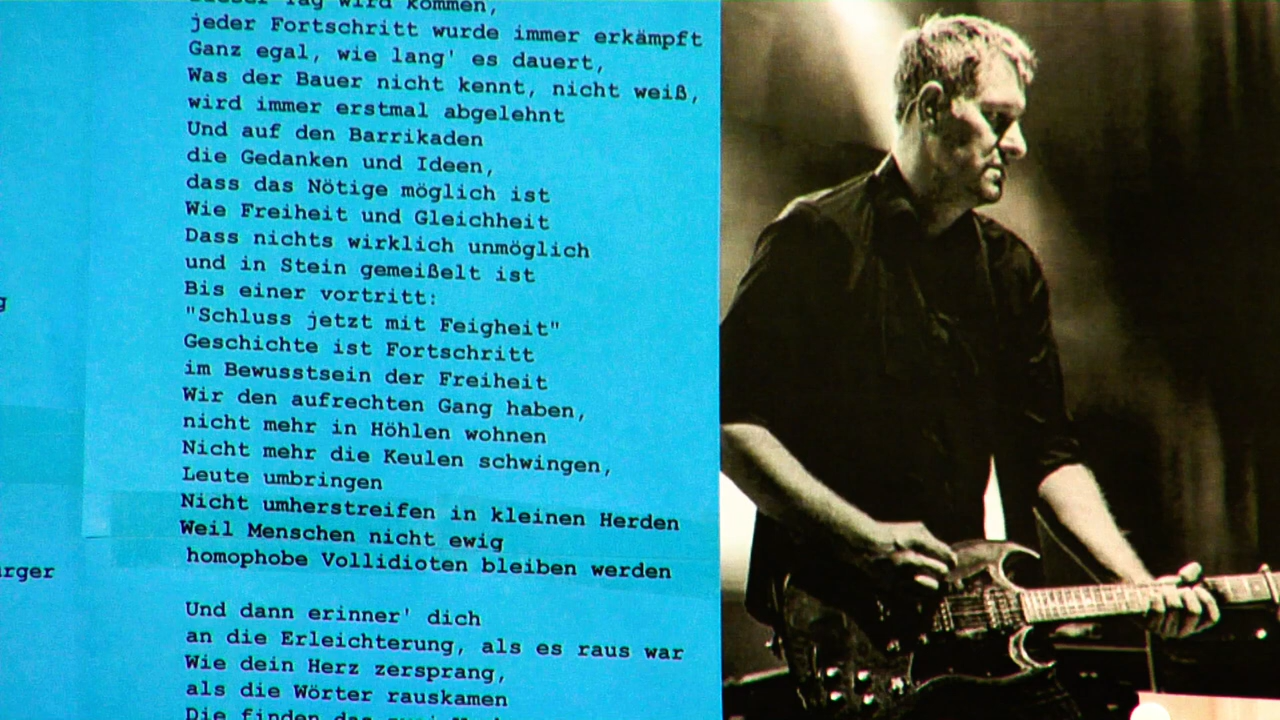 Dieser Tag wird kommen,
jeder Fortschritt wurde immer erkämpft
Ganz egal, wie lang' es dauert,
Was der Bauer nicht kennt, nicht weiß,
wird immer erstmal abgelehnt
Und auf den Barrikaden
die Gedanken und Ideen,
dass das Nötige möglich ist
Wie Freiheit und Gleichheit
Dass nichts wirklich unmöglich
und in Stein gemeißelt ist
Bis einer vortritt:
"Schluss jetzt mit Feigheit"
Geschichte ist Fortschritt
im Bewusstsein der Freiheit
Wir den aufrechten Gang haben,
nicht mehr in Höhlen wohnen
Nicht mehr die Keulen schwingen,
Leute umbringen
Nicht umherstreifen in kleinen Herden
Weil Menschen nicht ewig
homophobe Vollidioten bleiben werden
Und dann erinner' dich
an die Erleichterung, als es raus war
Wie dein Herz zersprang,
als die Wörter rauskamen